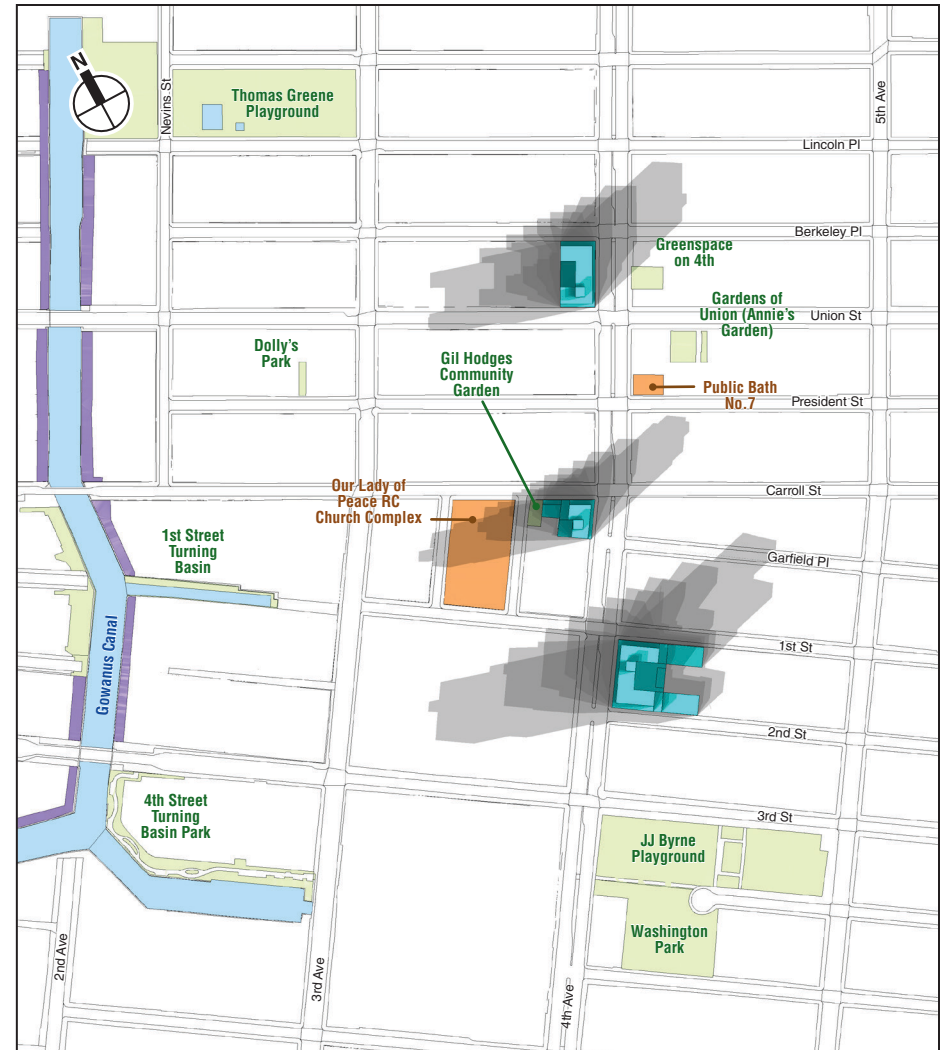 N
Nevins St
Thomas Greene
Playground
5th Ave
Lincoln Pl
Berkeley Pl
Greenspace
on 4th
Gardens of
Union (Annie's
Garden)
Union St
Dolly's
Park
Gil Hodges
Community
Garden
Public Bath
No.7
President St
Our Lady of
Peace RC
Church Complex
Carroll St
1st Street
Turning
Basin
Garfield Pl
Gowanus Canal
1st St
2nd St
4th Street
Turning
Basin Park
3rd St
JJ Byrne
Playground
Washington
Park
2nd Ave
3rd Ave
4th Ave